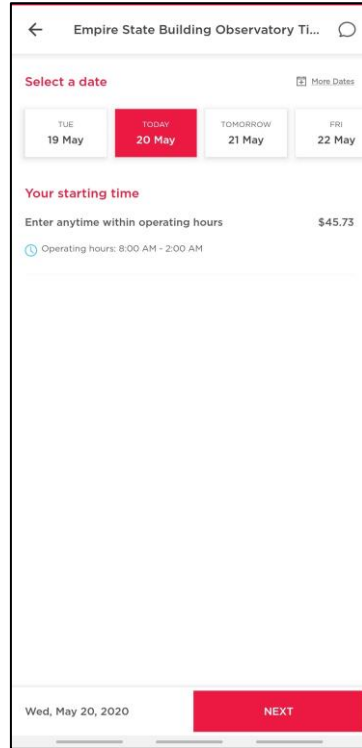 Empire State Building Observatory Ti...
Select a date
More Dates
TUE
19 May
TODAY
20 May
TOMORROW
21 May
FRI
22 May
Your starting time
Enter anytime within operating hours $45.73
Operating hours: 8:00 AM - 2:00 AM
Wed, May 20, 2020
NEXT